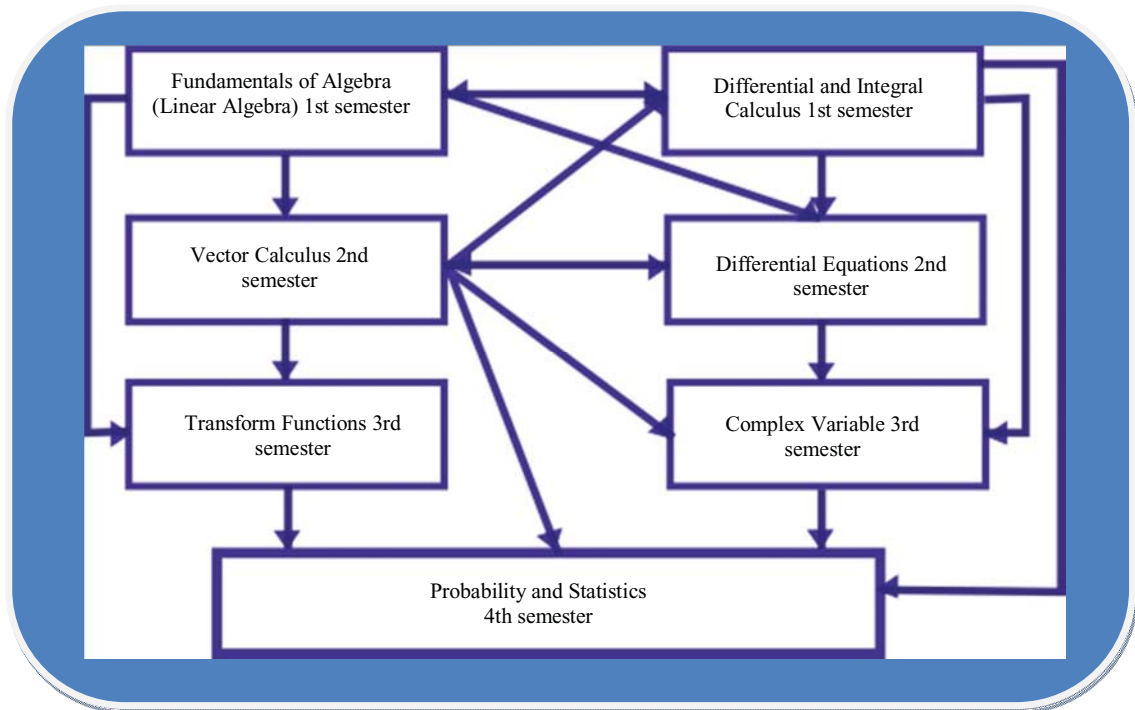 Fundamentals of Algebra
(Linear Algebra) 1st semester
Differential and Integral
Calculus 1st semester
Vector Calculus 2nd
semester
Differential Equations 2nd
semester
Transform Functions 3rd
semester
Complex Variable 3rd
semester
Probability and Statistics
4th semester